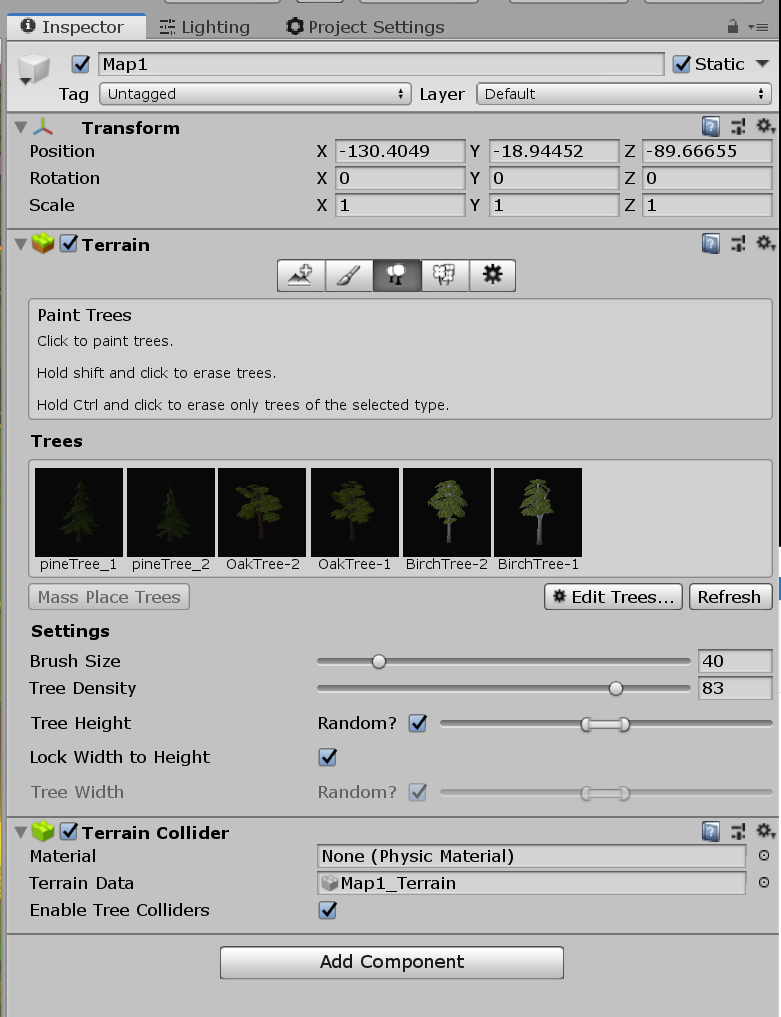 Inspector Lighting Project Settings
Map1 Static
Tag Untagged Layer Default
Transform
Position X -130.4049 Y -18.94452 Z -89.66655
Rotation X 0 Y 0 Z 0
Scale X 1 Y 1 Z 1
Terrain
Paint Trees
Click to paint trees.
Hold shift and click to erase trees.
Hold Ctrl and click to erase only trees of the selected type.
Trees
pineTree_1 pineTree_2 OakTree-2 OakTree-1 BirchTree-2 BirchTree-1
Mass Place Trees Edit Trees... Refresh
Settings
Brush Size 40
Tree Density 83
Tree Height Random?
Lock Width to Height
Tree Width Random?
Terrain Collider
Material None (Physic Material)
Terrain Data Map1_Terrain
Enable Tree Colliders
Add Component